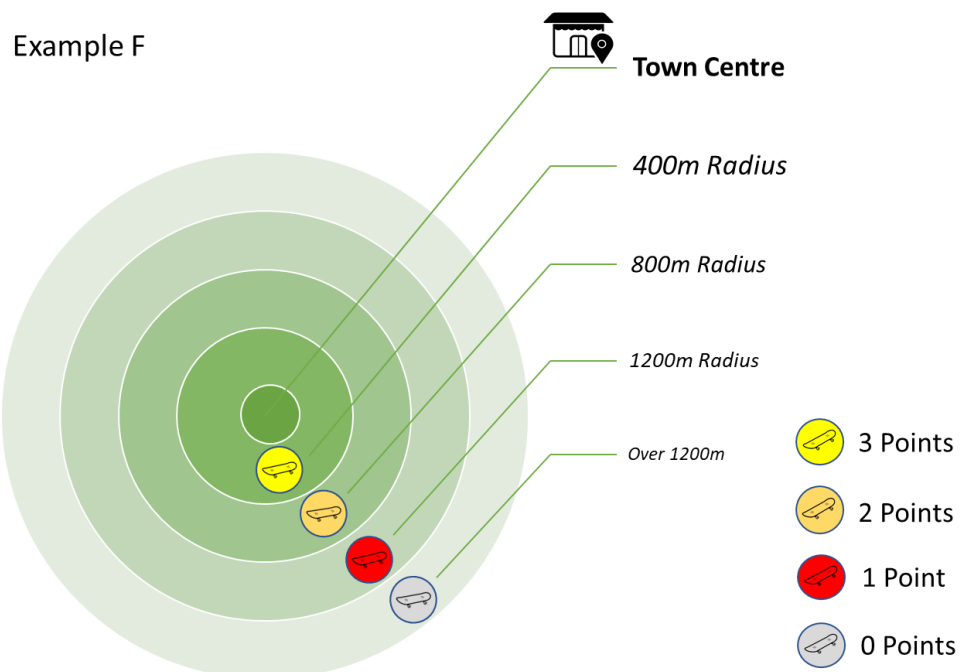 Example F
Town Centre
400m Radius
800m Radius
1200m Radius
Over 1200m
3 Points
2 Points
1 Point
0 Points